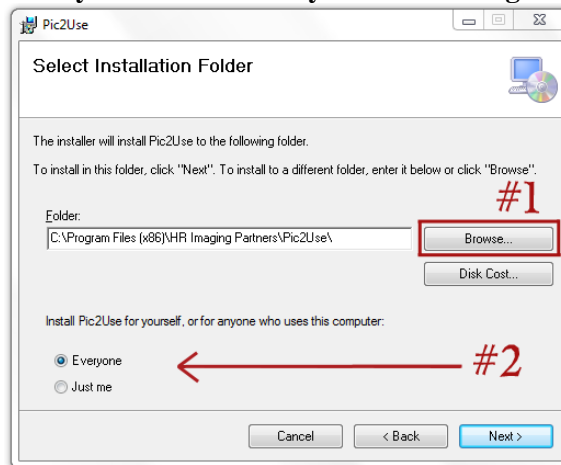 Pic2Use
Select Installation Folder
The installer will install Pic2Use to the following folder.
To install in this folder, click "Next". To install to a different folder, enter it below or click "Browse".
#1
Folder:
C:\Program Files (x86)\HR Imaging Partners\Pic2Use\
Browse...
Disk Cost...
Install Pic2Use for yourself, or for anyone who uses this computer:
Everyone
#2
Just me
Cancel
< Back
Next >